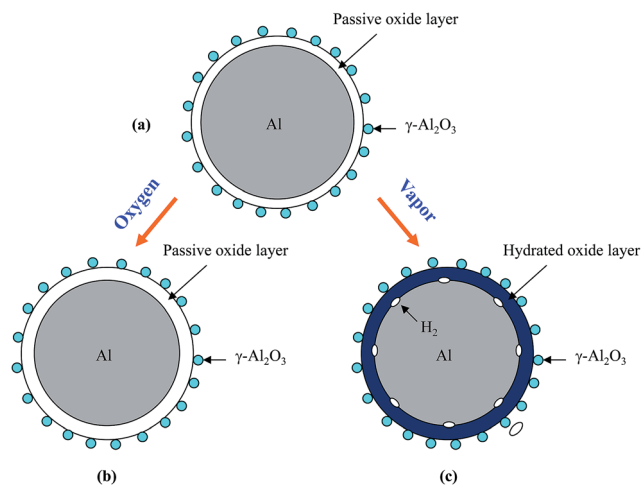 Passive oxide layer
Al
(a)
γ-Al₂O₃
Oxygen
Vapor
Passive oxide layer
Hydrated oxide layer
H₂
Al
γ-Al₂O₃
Al
γ-Al₂O₃
(b)
(c)